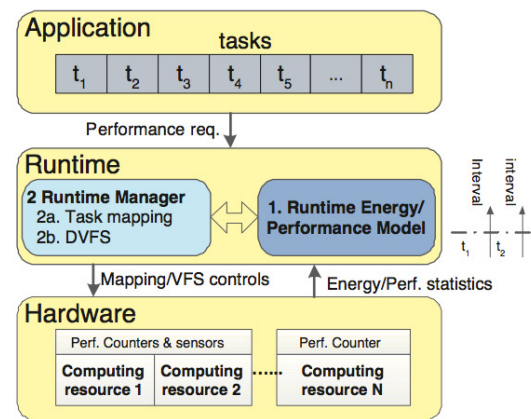 Application
tasks
t1 t2 t3 t4 t5 ... tn
Performance req.
Runtime
2 Runtime Manager
2a. Task mapping
2b. DVFS
1. Runtime Energy/
Performance Model
Interval
interval
t1 t2
Mapping/VFS controls
Energy/Perf. statistics
Hardware
Perf. Counters & sensors
Perf. Counter
Computing
resource 1
Computing
resource 2
......
Computing
resource N